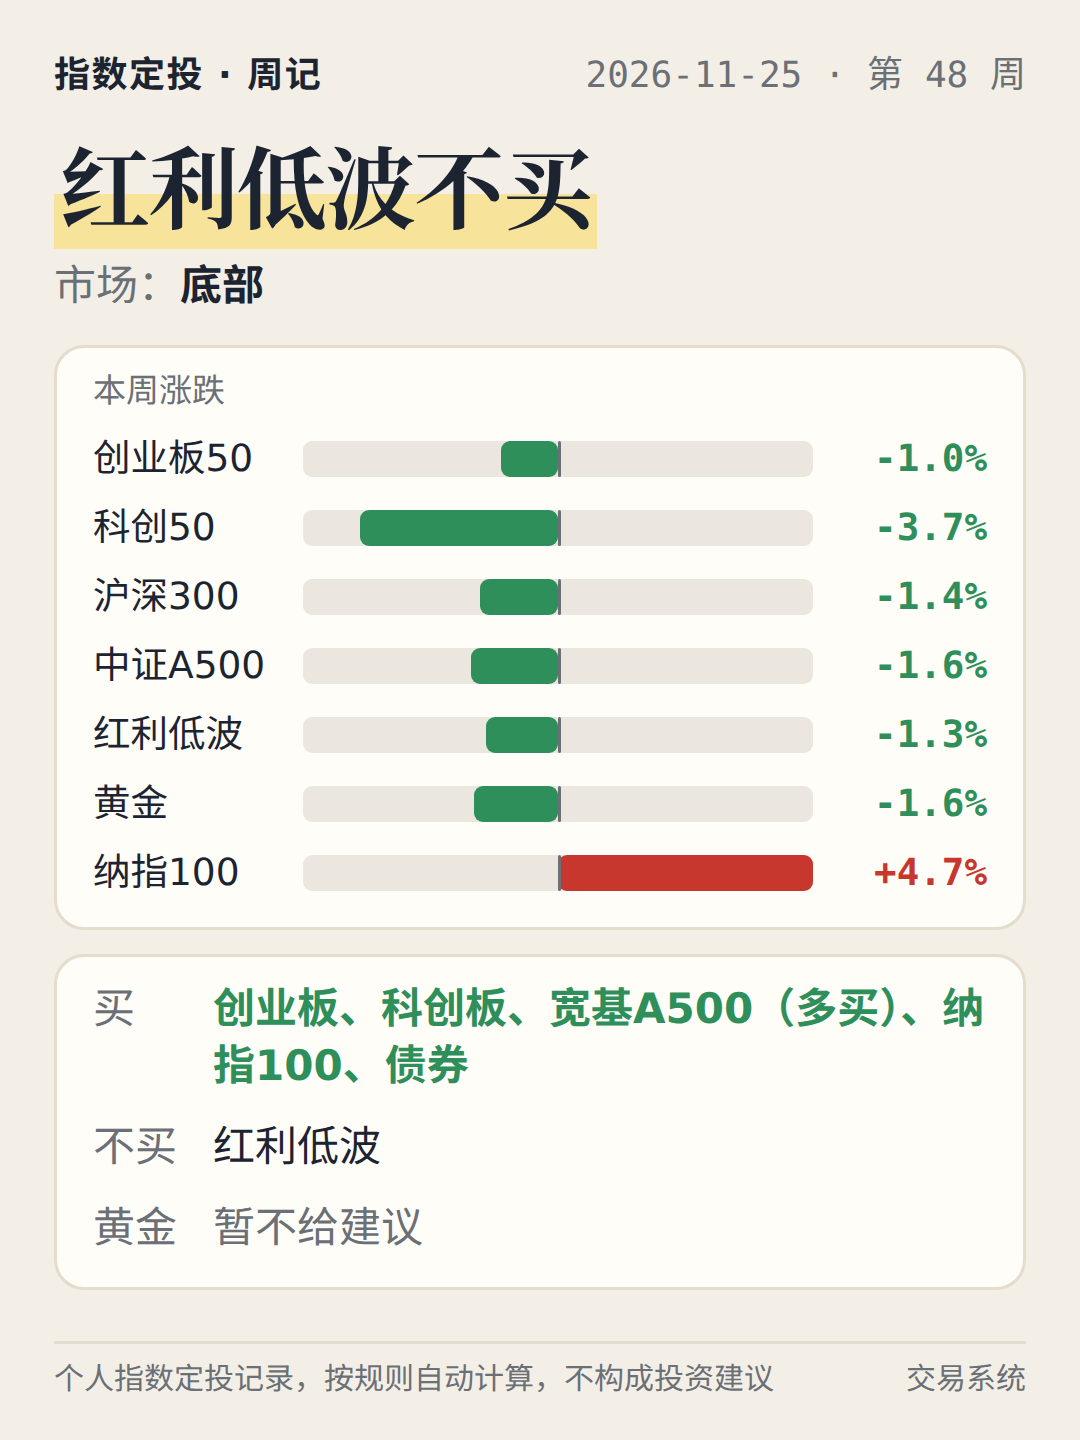 指数定投 · 周记
2026-11-25 · 第 48 周
红利低波不买
市场：底部
本周涨跌
创业板50 -1.0%
科创50 -3.7%
沪深300 -1.4%
中证A500 -1.6%
红利低波 -1.3%
黄金 -1.6%
纳指100 +4.7%
买 创业板、科创板、宽基A500（多买）、纳
指100、债券
不买 红利低波
黄金 暂不给建议
个人指数定投记录，按规则自动计算，不构成投资建议
交易系统